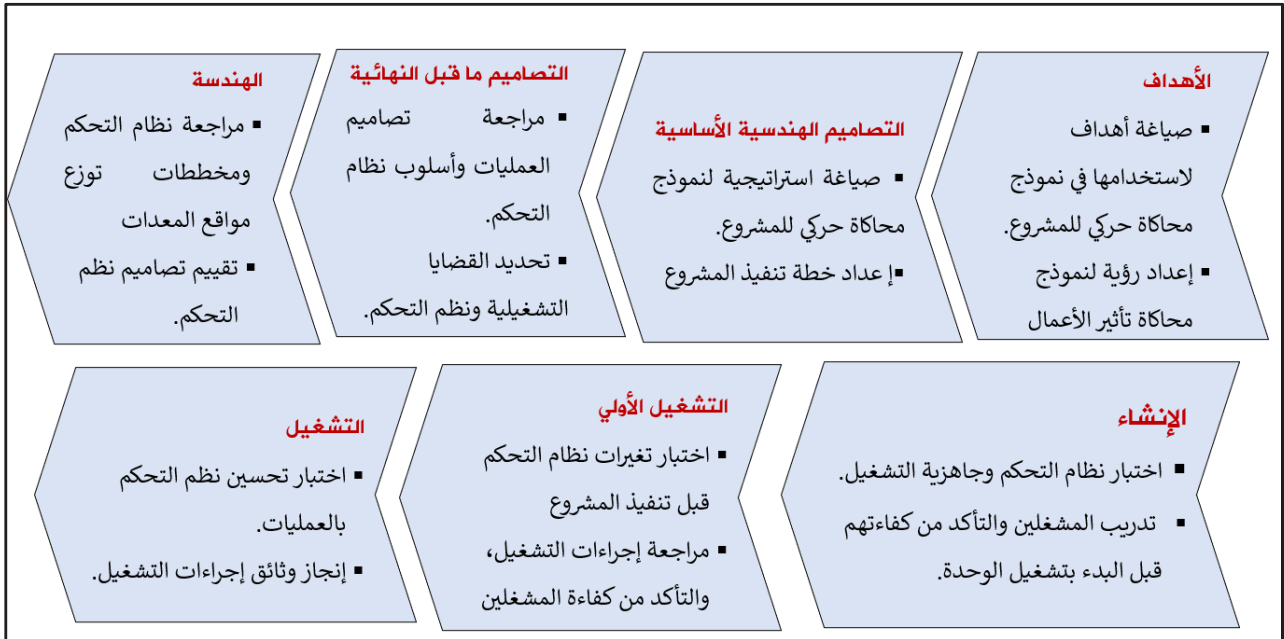 الأهداف
▪ صياغة أهداف
لاستخدامها في نموذج
محاكاة حركي للمشروع.
▪ إعداد رؤية لنموذج
محاكاة تأثير الأعمال
التصاميم الهندسية الأساسية
▪ صياغة استراتيجية لنموذج
محاكاة حركي للمشروع.
▪إ عداد خطة تنفيذ المشروع
التصاميم ما قبل النهائية
▪ مراجعة تصاميم
العمليات وأسلوب نظام
التحكم.
▪ تحديد القضايا
التشغيلية ونظم التحكم.
الهندسة
▪ مراجعة نظام التحكم
ومخططات توزع
مواقع المعدات
▪ تقييم تصاميم نظم
التحكم.
الإنشاء
▪ اختبار نظام التحكم وجاهزية التشغيل.
▪ تدريب المشغلين والتأكد من كفاءتهم
قبل البدء بتشغيل الوحدة.
التشغيل الأولي
▪ اختبار تغيرات نظام التحكم
قبل تنفيذ المشروع
▪ مراجعة إجراءات التشغيل،
والتأكد من كفاءة المشغلين
التشغيل
▪ اختبار تحسين نظم التحكم
بالعمليات.
▪ إنجاز وثائق إجراءات التشغيل.